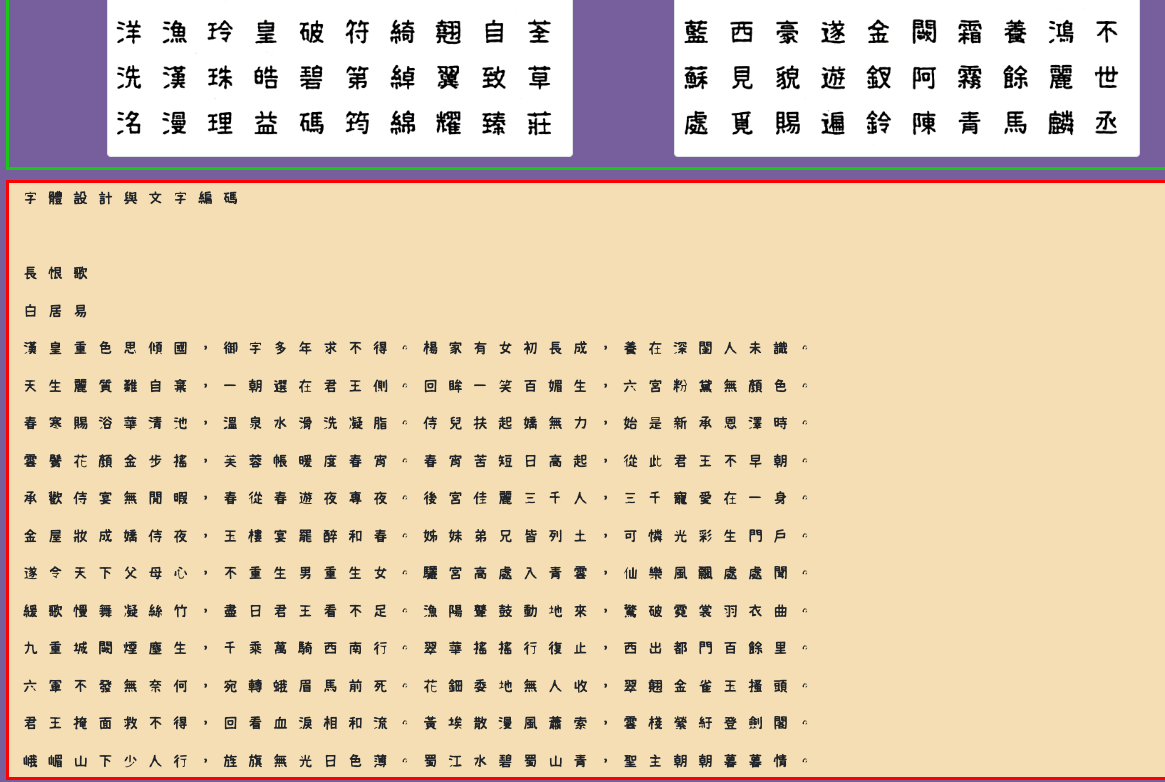 洋漁玲皇破符綺翹自荃
洗漢珠皓碧第綽翼致草
洺漫理益碼筠綿耀臻莊
藍西豪遂金闕霜養鴻不
蘇見貌遊釵阿霧餘麗世
處覓賜遍鈴陳青馬麟丞
字體設計與文字編碼
長恨歌
白居易
漢皇重色思傾國，御字多年求不得。楊家有女初長成，養在深閨人未識。
天生麗質難自棄，一朝選在君王側。回眸一笑百媚生，六宮粉黛無顏色。
春寒賜浴華清池，溫泉水滑洗凝脂。侍兒扶起嬌無力，始是新承恩澤時。
雲鬢花顏金步搖，芙蓉帳暖度春宵。春宵苦短日高起，從此君王不早朝。
承歡侍宴無閒暇，春從春遊夜專夜。後宮佳麗三千人，三千寵愛在一身。
金屋妝成嬌侍夜，王樓宴罷醉和春。姊妹弟兄皆列土，可憐光彩生門戶。
遂令天下父母心，不重生男重生女。驪宮高處入青雲，仙樂風飄處處聞。
緩歌慢舞凝絲竹，盡日君王看不足。漁陽鼙鼓動地來，驚破霓裳羽衣曲。
九重城闕煙塵生，千乘萬騎西南行。翠華搖搖行復止，西出都門百餘里。
六軍不發無奈何，宛轉蛾眉馬前死。花鈿委地無人收，翠翹金雀王搔頭。
君王掩面救不得，回看血淚相和流。黃埃散漫風蕭索，雲棧縈紆登劍閣。
峨嵋山下少人行，旌旗無光日色薄。蜀江水碧蜀山青，聖主朝朝暮暮情。